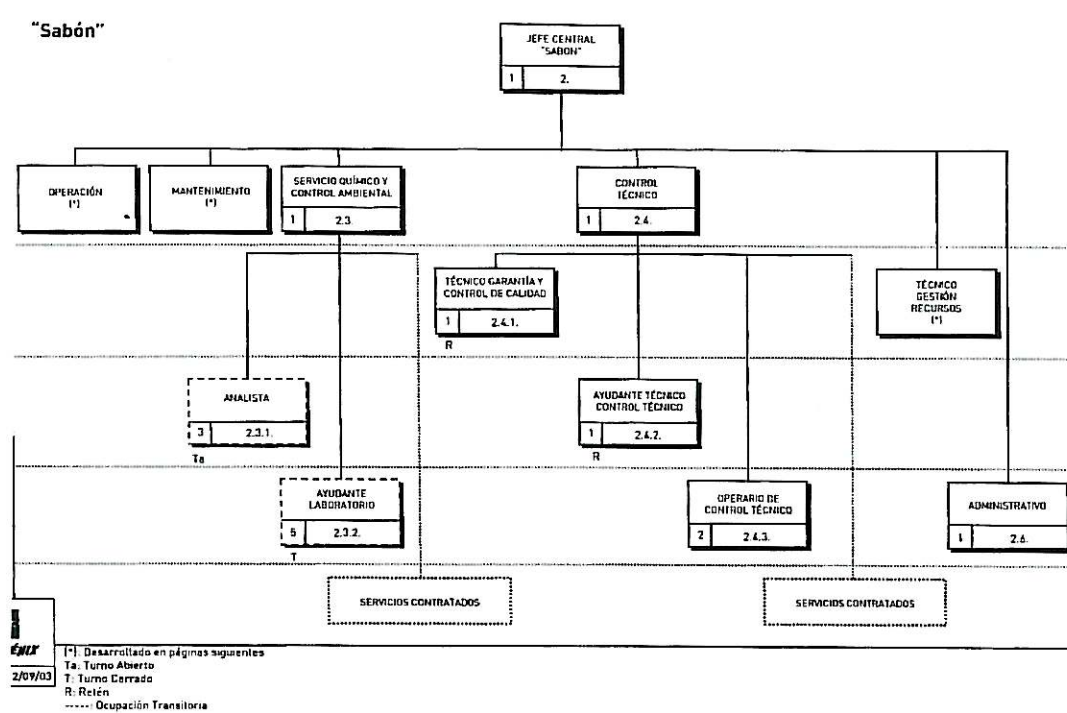 "Sabón"
JEFE CENTRAL
"SABON"
1 2.
OPERACIÓN
(*)
MANTENIMIENTO
(*)
SERVICIO QUÍMICO Y
CONTROL AMBIENTAL
1 2.3.
CONTROL
TÉCNICO
1 2.4.
TÉCNICO GARANTÍA Y
CONTROL DE CALIDAD
1 2.4.1.
R
TÉCNICO
GESTIÓN
RECURSOS
(*)
ANALISTA
3 2.3.1.
Ta
AYUDANTE TÉCNICO
CONTROL TÉCNICO
1 2.4.2.
R
AYUDANTE
LABORATORIO
5 2.3.2.
T
OPERARIO DE
CONTROL TÉCNICO
2 2.4.3.
ADMINISTRATIVO
2.6.
SERVICIOS CONTRATADOS
SERVICIOS CONTRATADOS
ÉNIX
2/09/03
(*): Desarrollado en páginas siguientes
Ta: Turno Abierto
T: Turno Cerrado
R: Retén
-----: Ocupación Transitoria